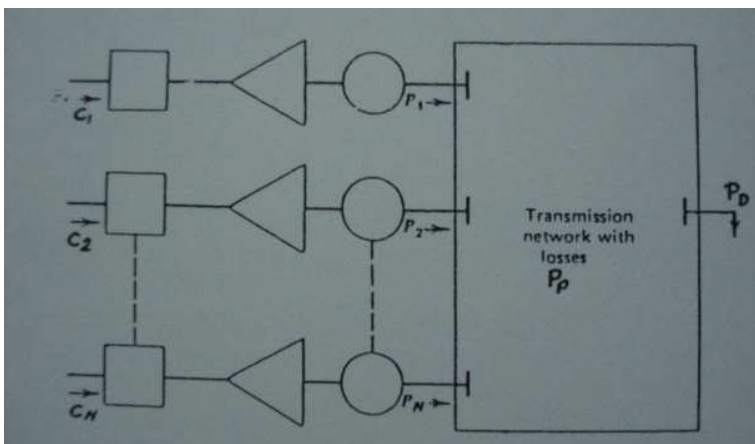 C1
P1
C2
P2
Transmission
network with
losses
Pρ
PD
CN
PN